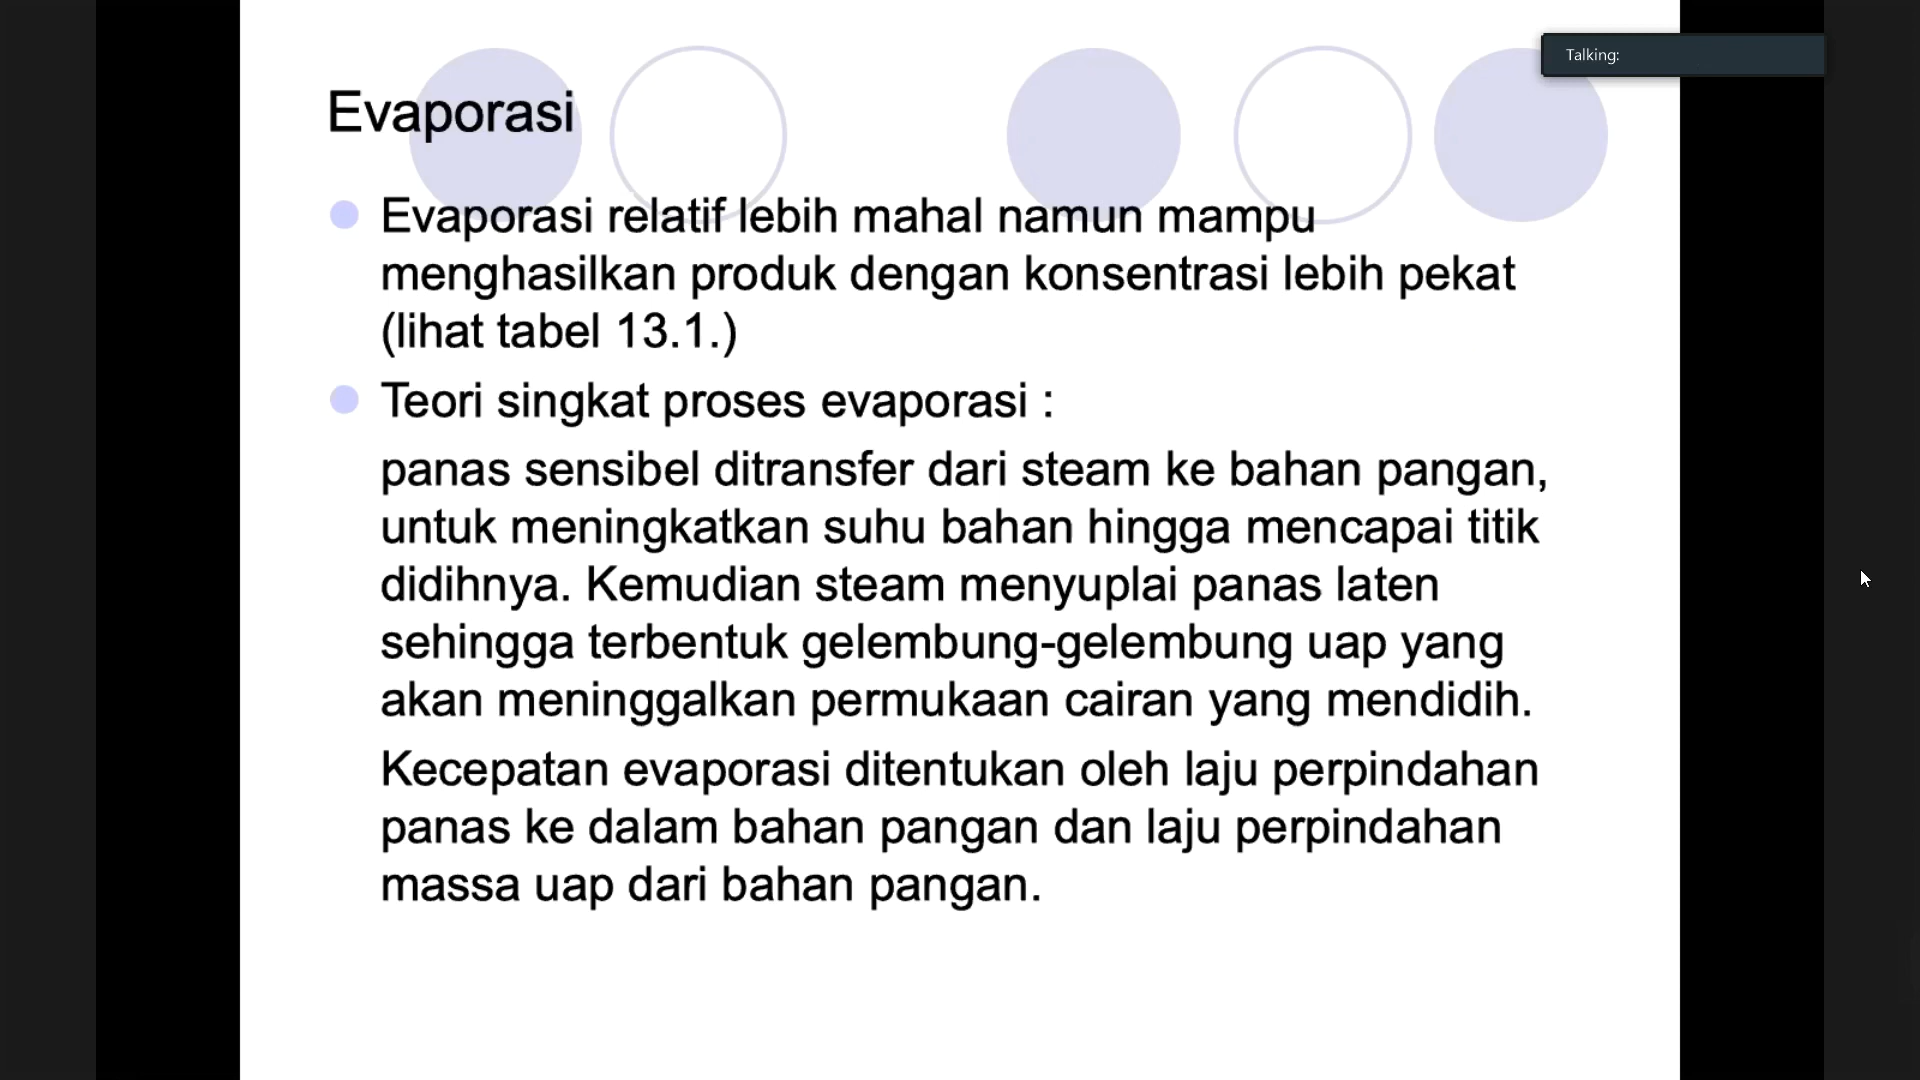 Talking:
Evaporasi
Evaporasi relatif lebih mahal namun mampu
menghasilkan produk dengan konsentrasi lebih pekat
(lihat tabel 13.1.)
Teori singkat proses evaporasi :
panas sensibel ditransfer dari steam ke bahan pangan,
untuk meningkatkan suhu bahan hingga mencapai titik
didihnya. Kemudian steam menyuplai panas laten
sehingga terbentuk gelembung-gelembung uap yang
akan meninggalkan permukaan cairan yang mendidih.
Kecepatan evaporasi ditentukan oleh laju perpindahan
panas ke dalam bahan pangan dan laju perpindahan
massa uap dari bahan pangan.